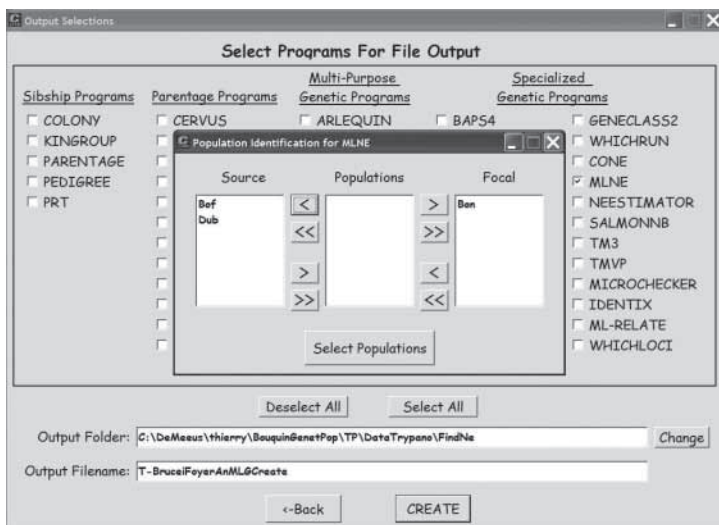 Output Selections
Select Programs For File Output
Multi-Purpose Specialized
Sibship Programs Parentage Programs Genetic Programs Genetic Programs
COLONY CERVUS ARLEQUIN BAPS4 GENECLASS2
KINGROUP WHICHRUN
PARENTAGE CONE
PEDIGREE MLNE
PRT NEESTIMATOR
SALMONNB
TM3
TMVP
MICROCHECKER
IDENTIX
ML-RELATE
WHICHLOCI
Population Identification for MLNE
Source Populations Focal
Bef < > Bon
Dub << >>
> <
>> <<
Select Populations
Deselect All Select All
Output Folder: C:\DeMeeus\thierry\BouquinGenetPop\TP\DataTrypano\FindNe Change
Output Filename: T-BruceiFoyerAnMLGCreate
<-Back CREATE